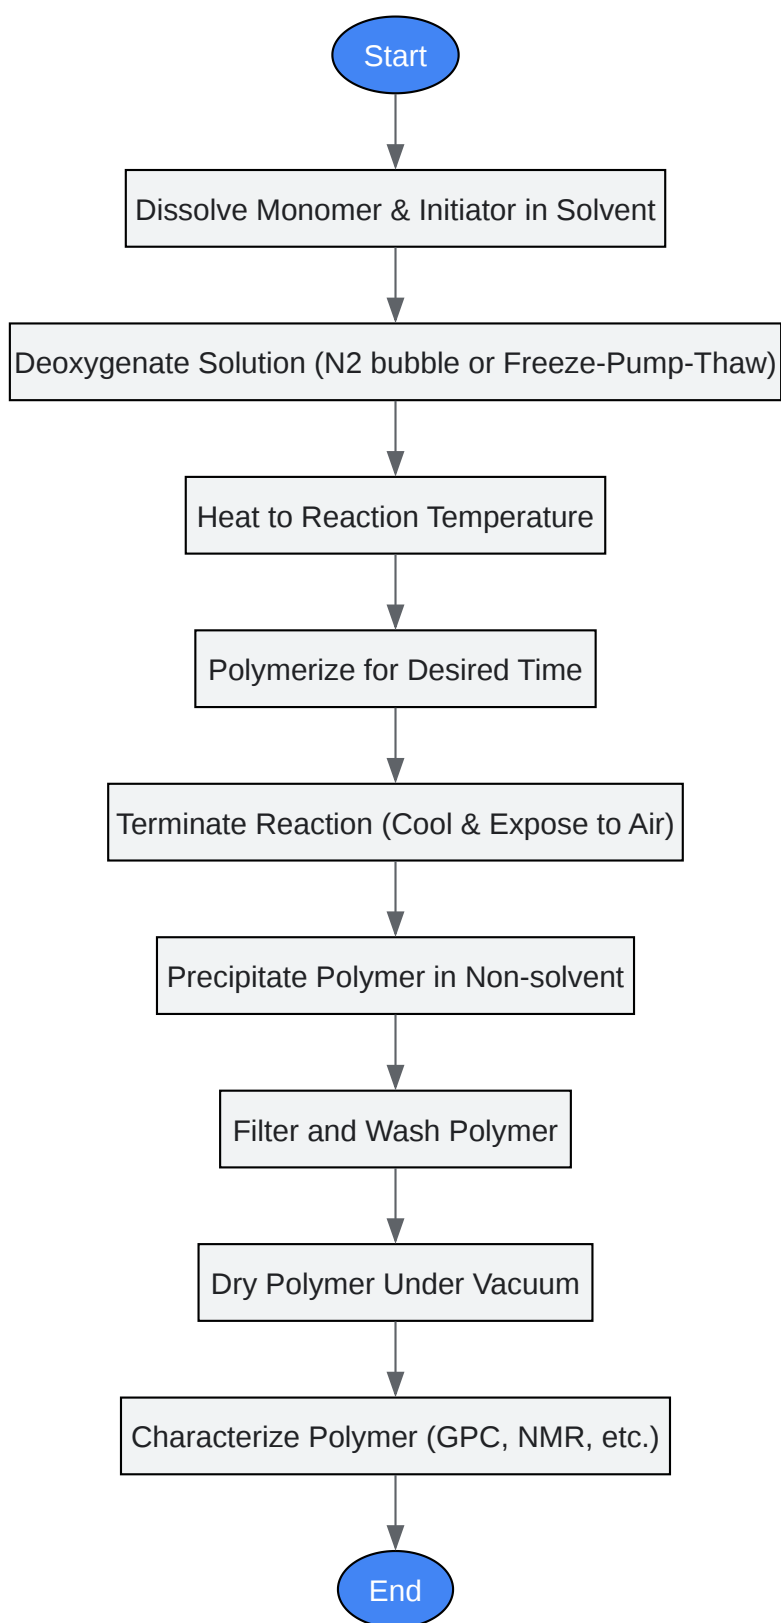 Start
Dissolve Monomer & Initiator in Solvent
Deoxygenate Solution (N2 bubble or Freeze-Pump-Thaw)
Heat to Reaction Temperature
Polymerize for Desired Time
Terminate Reaction (Cool & Expose to Air)
Precipitate Polymer in Non-solvent
Filter and Wash Polymer
Dry Polymer Under Vacuum
Characterize Polymer (GPC, NMR, etc.)
End